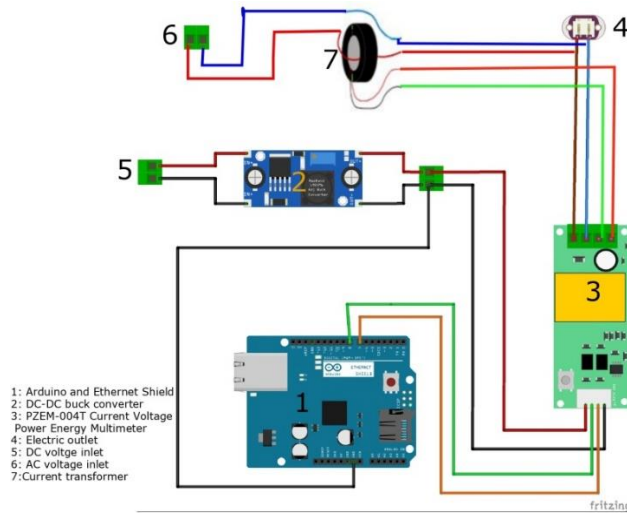 6
4
7
5
2
3
ETHERNET
SHIELD
1
1: Arduino and Ethernet Shield
2: DC-DC buck converter
3: PZEM-004T Current Voltage
Power Energy Multimeter
4: Electric outlet
5: DC voltge inlet
6: AC voltage inlet
7:Current transformer
fritzing